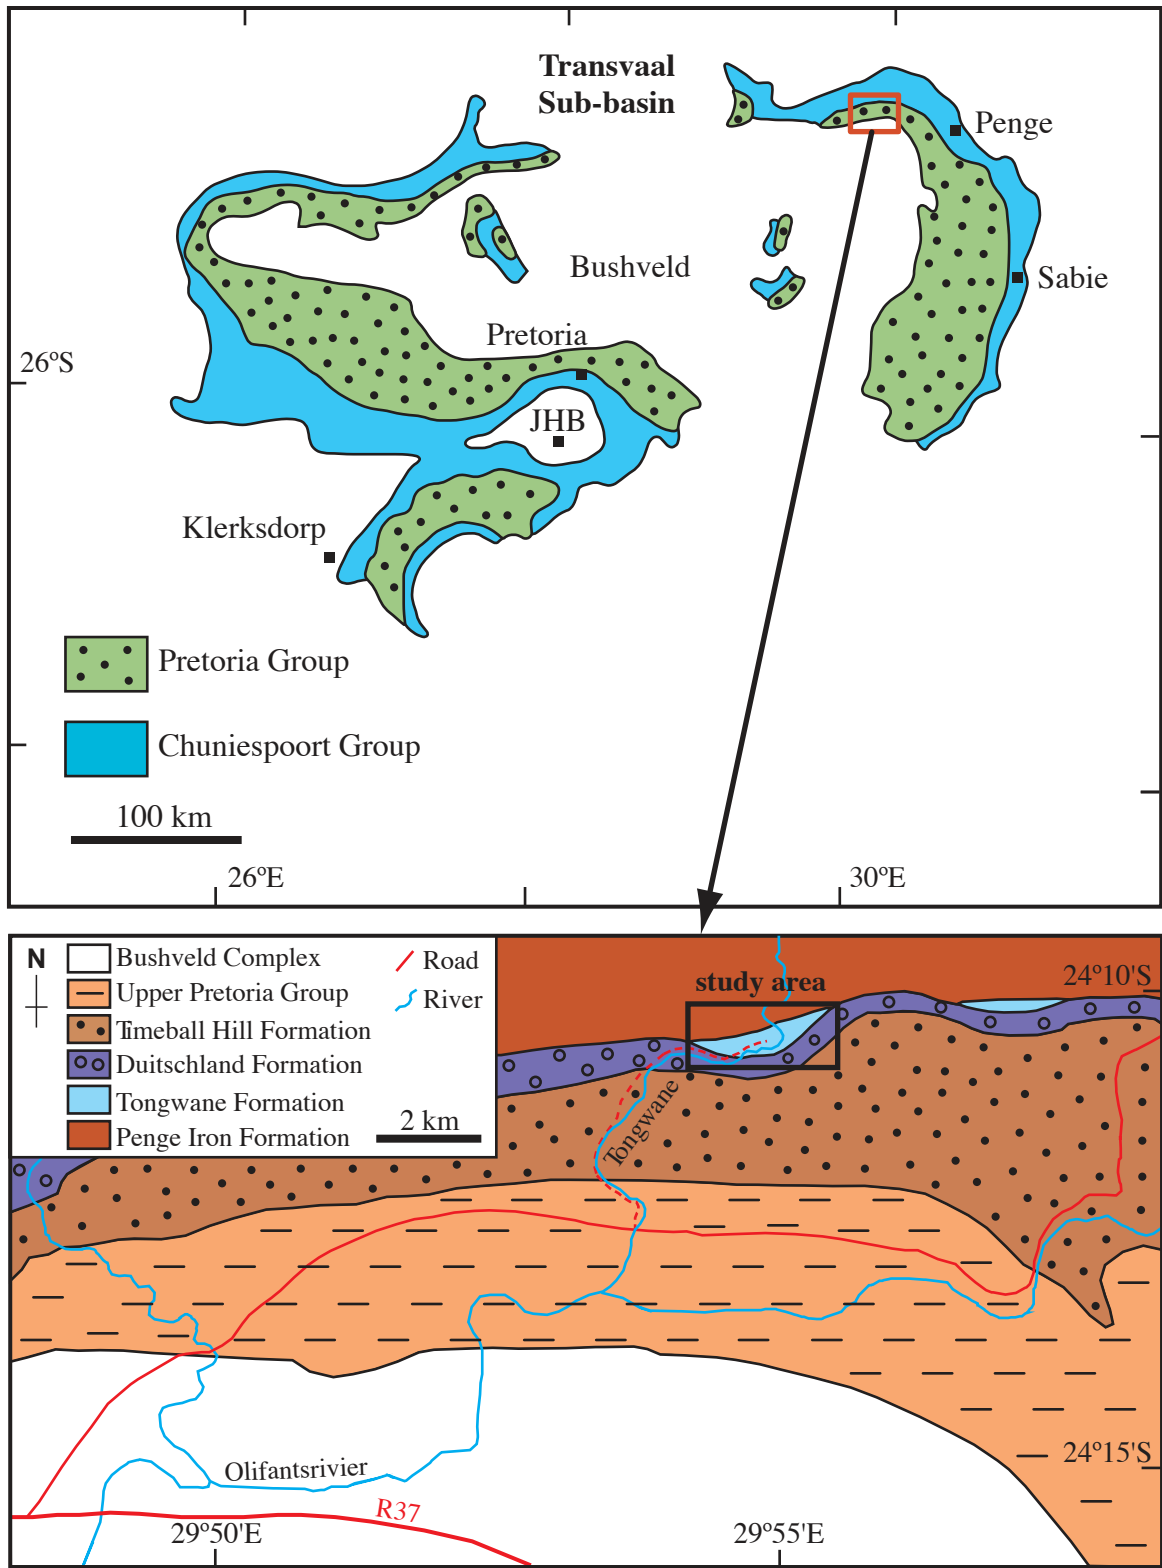 Transvaal
Sub-basin
Penge
Bushveld
Sabie
Pretoria
26ºS
JHB
Klerksdorp
Pretoria Group
Chuniespoort Group
100 km
26ºE
30ºE
N
Bushveld Complex
Upper Pretoria Group
Timeball Hill Formation
Duitschland Formation
Tongwane Formation
Penge Iron Formation
Road
River
2 km
study area
24º10'S
Tongwane
24º15'S
Olifantsrivier
R37
29º50'E
29º55'E